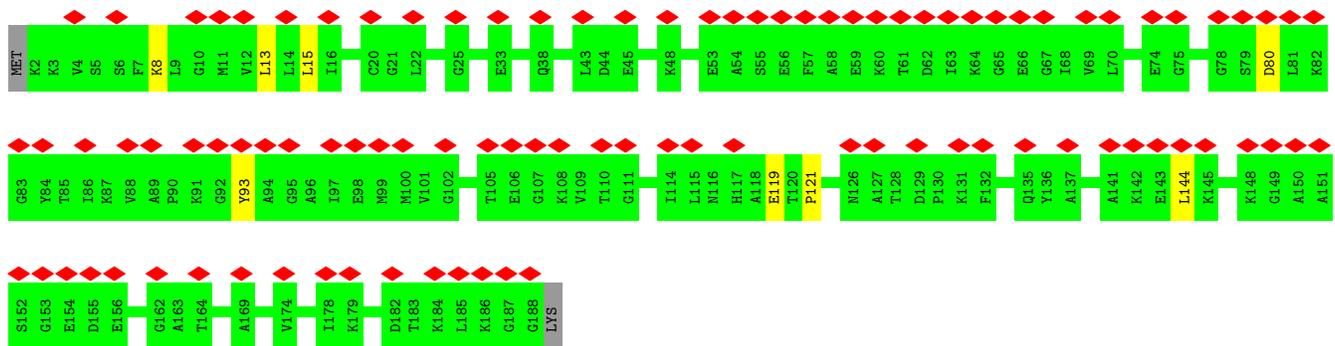 MET K2 K3 V4 S5 S6 F7 K8 L9 G10 M11 V12 L13 L14 L15 I16 C20 G21 L22 G25 E33 Q38 L43 D44 E45 K48 E53 A54 S55 E56 F57 A58 E59 K60 T61 D62 I63 K64 G65 E66 G67 I68 V69 L70 E74 G75 G78 S79 D80 L81 K82
G83 Y84 T85 I86 K87 V88 A89 P90 K91 G92 Y93 A94 G95 A96 I97 E98 M99 M100 V101 G102 T105 E106 G107 K108 V109 T110 G111 I114 L115 N116 H117 A118 E119 T120 P121 N126 A127 T128 D129 P130 K131 F132 Q135 Y136 A137 A141 K142 E143 L144 K145 K148 G149 A150 A151
S152 G153 E154 D155 E156 G162 A163 T164 A169 V174 I178 K179 D182 T183 K184 L185 K186 G187 G188 LYS